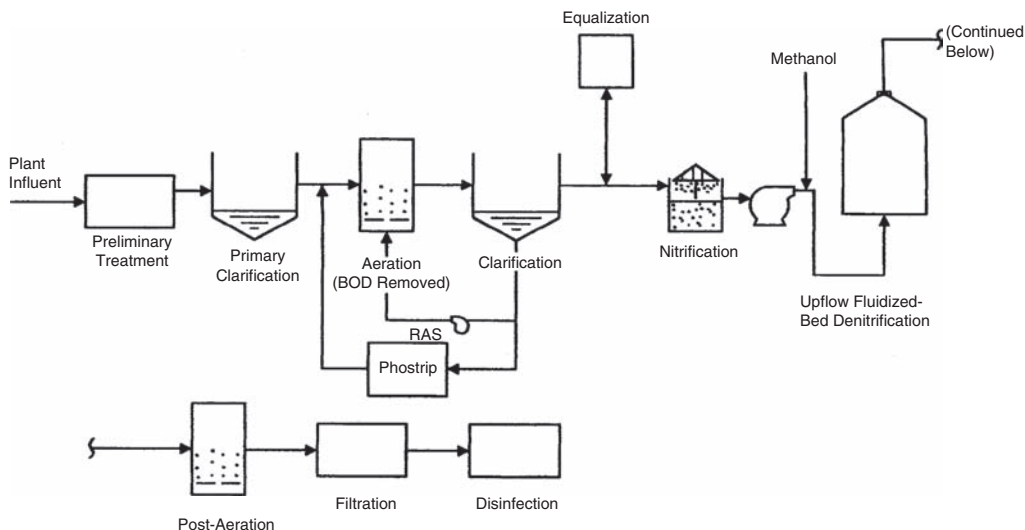 Equalization
(Continued
Below)
Methanol
Plant
Influent
Preliminary
Treatment
Primary
Clarification
Aeration
(BOD Removed)
Clarification
Nitrification
Upflow Fluidized-
Bed Denitrification
RAS
Phostrip
Post-Aeration
Filtration
Disinfection